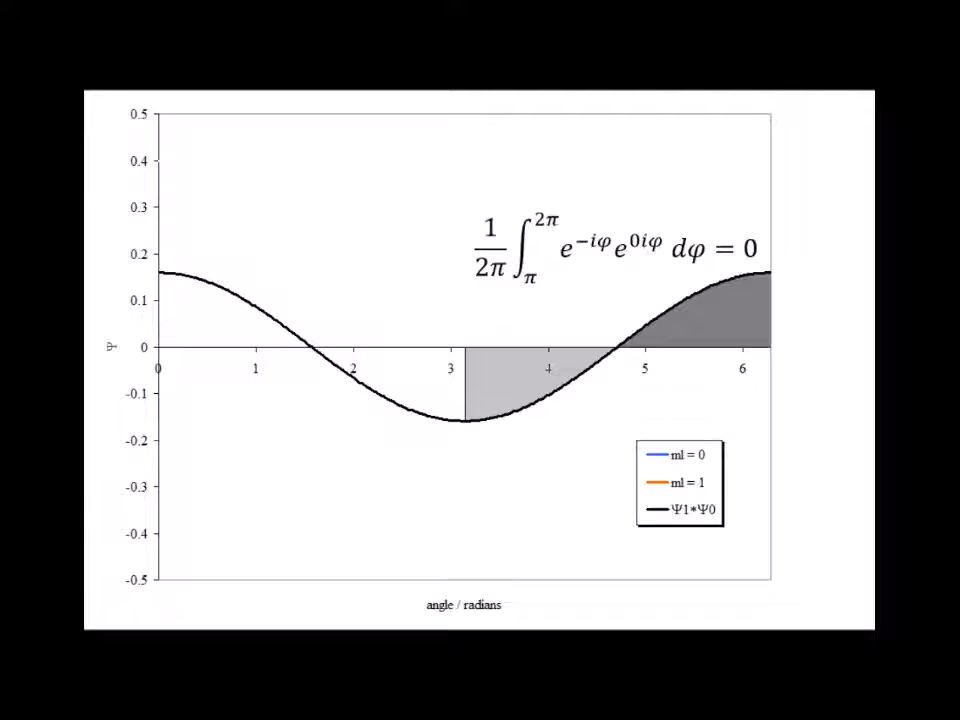 0.5
0.4
0.3
0.2
0.1
0
-0.1
-0.2
-0.3
-0.4
-0.5
Ψ
0 1 2 3 4 5 6
angle / radians
\frac{1}{2π} \int_{π}^{2π} e^{-iφ} e^{0iφ} dφ = 0
ml = 0
ml = 1
Ψ1*Ψ0